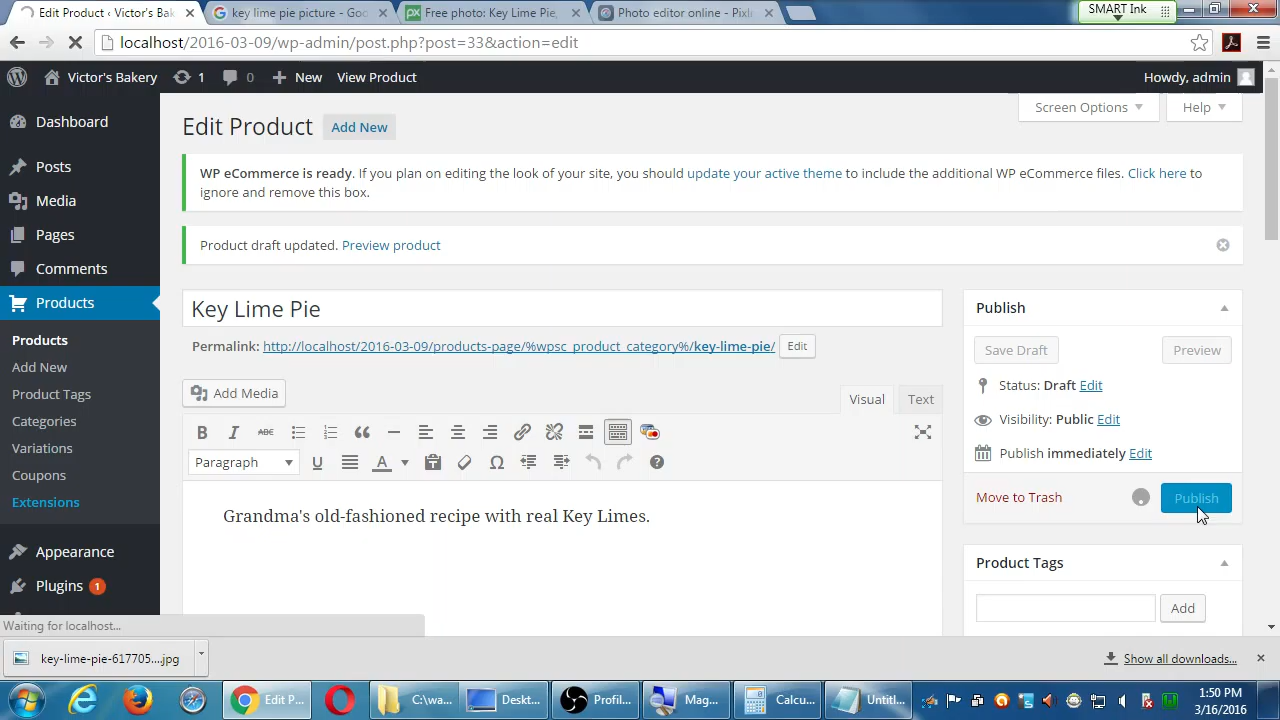 Edit Product ‹ Victor's Bak
key lime pie picture - Goo
Free photo: Key Lime Pie,
Photo editor online - Pixlr
SMART Ink
localhost/2016-03-09/wp-admin/post.php?post=33&action=edit
Victor's Bakery
1
0
New
View Product
Howdy, admin
Dashboard
Posts
Media
Pages
Comments
Products
Products
Add New
Product Tags
Categories
Variations
Coupons
Extensions
Appearance
Plugins 1
Edit Product
Add New
Screen Options
Help
WP eCommerce is ready. If you plan on editing the look of your site, you should update your active theme to include the additional WP eCommerce files. Click here to
ignore and remove this box.
Product draft updated. Preview product
Key Lime Pie
Permalink: http://localhost/2016-03-09/products-page/%wpsc_product_category%/key-lime-pie/
Edit
Add Media
Visual
Text
B I ABC
Paragraph
U A Ω
Grandma's old-fashioned recipe with real Key Limes.
Publish
Save Draft
Preview
Status: Draft Edit
Visibility: Public Edit
Publish immediately Edit
Move to Trash
Publish
Product Tags
Add
Waiting for localhost...
key-lime-pie-617705....jpg
Show all downloads...
Edit P...
C:\wa...
Deskt...
Profil...
Mag...
Calcu...
Untitl...
1:50 PM
3/16/2016